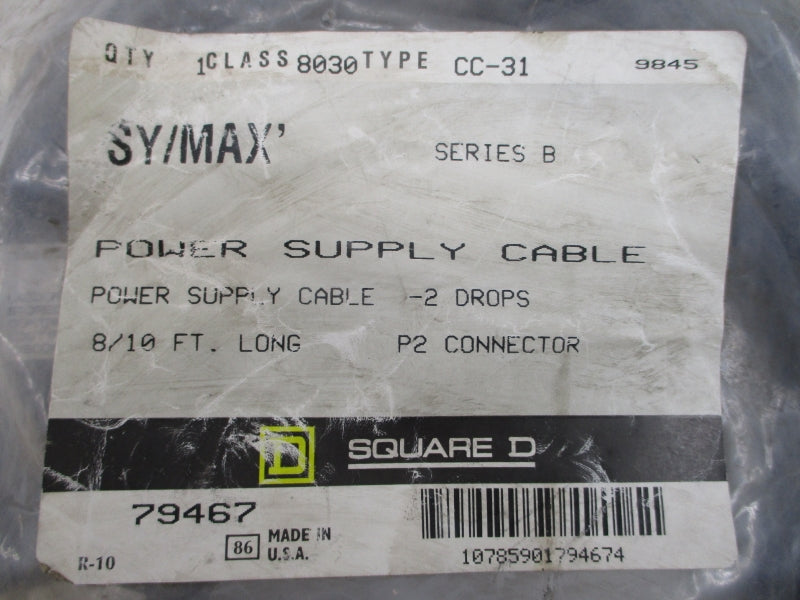 QTY 1 CLASS 8030 TYPE CC-31 9845
SY/MAX' SERIES B
POWER SUPPLY CABLE
POWER SUPPLY CABLE -2 DROPS
8/10 FT. LONG P2 CONNECTOR
D SQUARE D
79467
86 MADE IN
U.S.A.
R-10
10785901794674